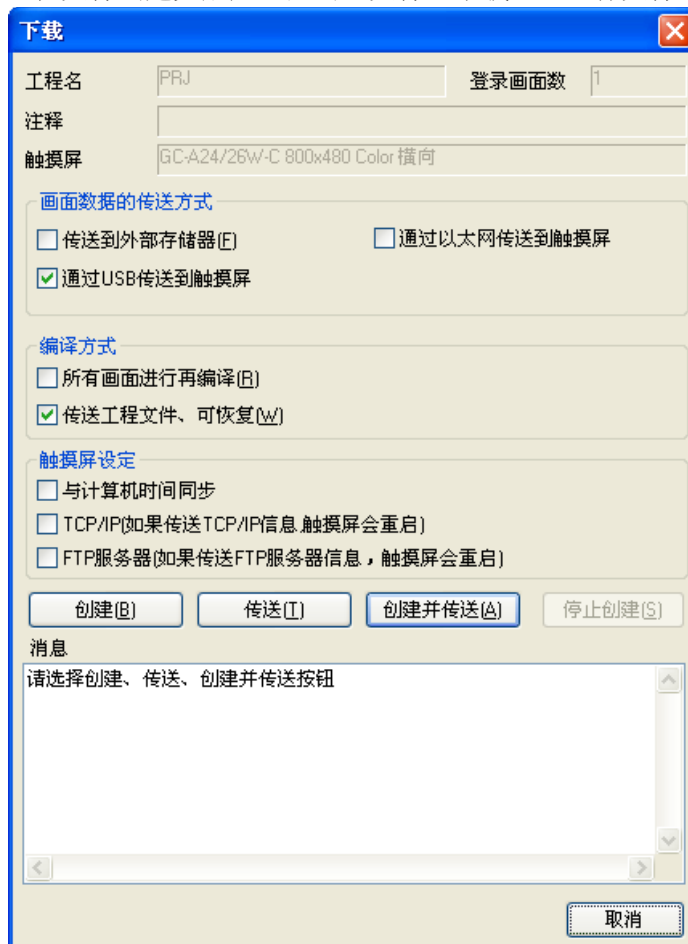 下载
工程名 PRJ 登录画面数 1
注释
触摸屏 GC-A24/26W-C 800x480 Color 横向
画面数据的传送方式
传送到外部存储器(F) 通过以太网传送到触摸屏
通过USB传送到触摸屏
编译方式
所有画面进行再编译(R)
传送工程文件、可恢复(W)
触摸屏设定
与计算机时间同步
TCP/IP(如果传送TCP/IP信息,触摸屏会重启)
FTP服务器(如果传送FTP服务器信息，触摸屏会重启)
创建(B) 传送(T) 创建并传送(A) 停止创建(S)
消息
请选择创建、传送、创建并传送按钮
取消